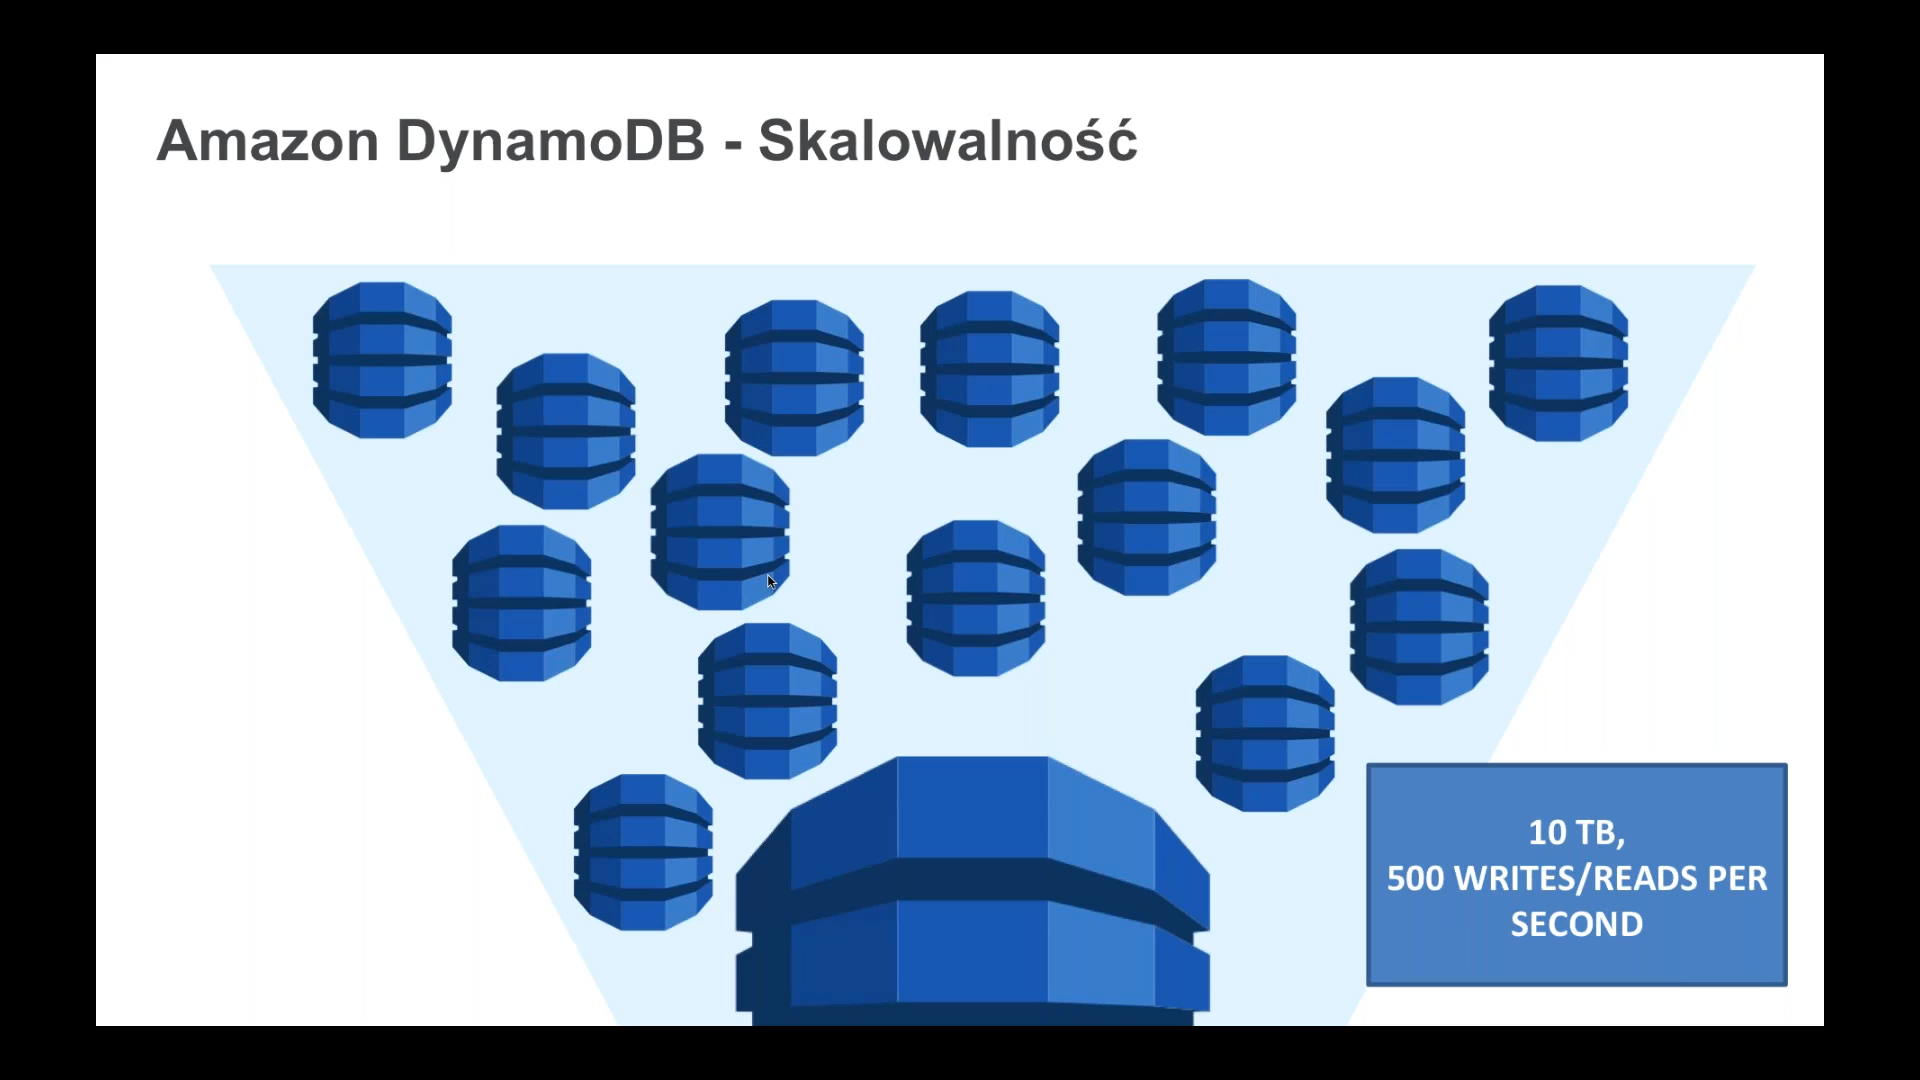 Amazon DynamoDB - Skalowalność
10 TB,
500 WRITES/READS PER
SECOND